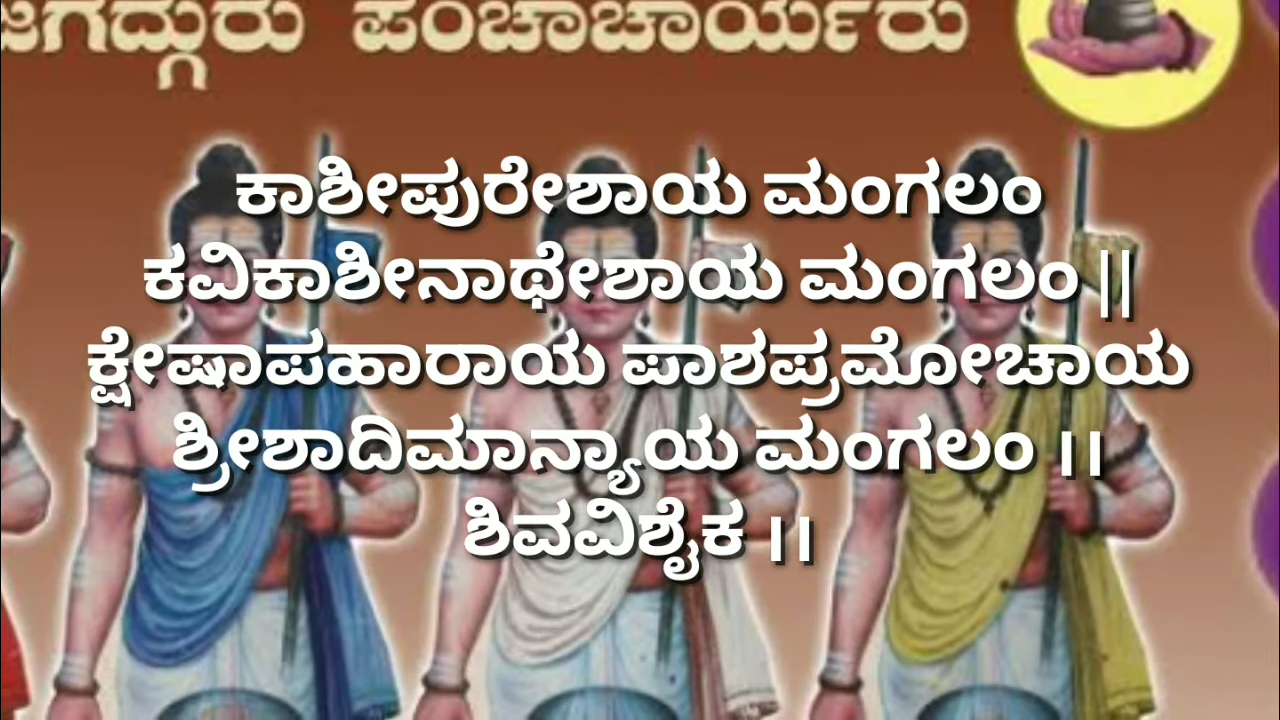 ಜಗದ್ಗುರು ಪಂಚಾಚಾರ್ಯರು
ಕಾಶೀಪುರೇಶಾಯ ಮಂಗಲಂ
ಕವಿಕಾಶೀನಾಥೇಶಾಯ ಮಂಗಲಂ ||
ಕ್ಷೇಷಾಪಹಾರಾಯ ಪಾಶಪ್ರಮೋಚಾಯ
ಶ್ರೀಶಾದಿಮಾನ್ಯಾಯ ಮಂಗಲಂ ।।
ಶಿವವಿಶೈಕ ।।